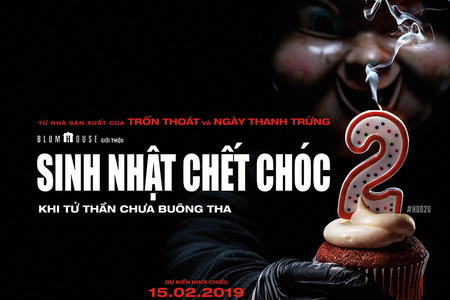 TỪ NHÀ SẢN XUẤT CỦA TRỐN THOÁT VÀ NGÀY THANH TRỪNG
BLUMHOUSE GIỚI THIỆU
SINH NHẬT CHẾT CHÓC 2
#HDD2U
KHI TỬ THẦN CHƯA BUÔNG THA
DỰ KIẾN KHỞI CHIẾU
15.02.2019